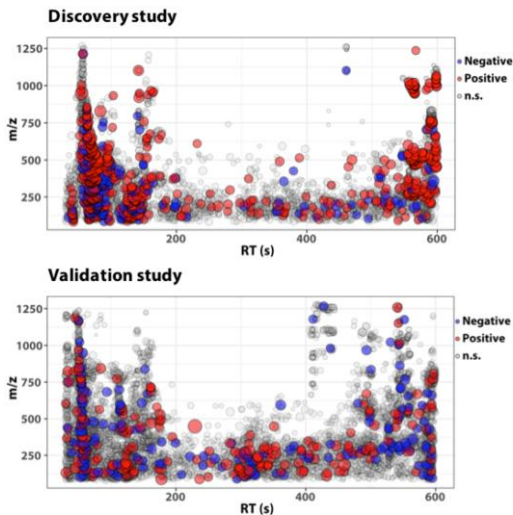 Discovery study
1250
1000
750
500
250
m/z
200
400
600
RT (s)
Negative
Positive
n.s.
Validation study
1250
1000
750
500
250
m/z
200
400
600
RT (s)
Negative
Positive
n.s.